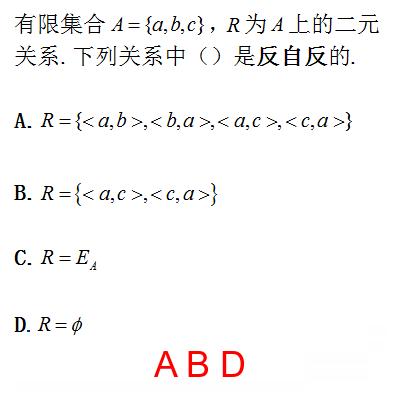 有限集合 A={a,b,c}，R 为 A 上的二元
关系. 下列关系中（）是反自反的.
A. R={<a,b>,<b,a>,<a,c>,<c,a>}
B. R={<a,c>,<c,a>}
C. R=E_A
D. R=ϕ
A B D